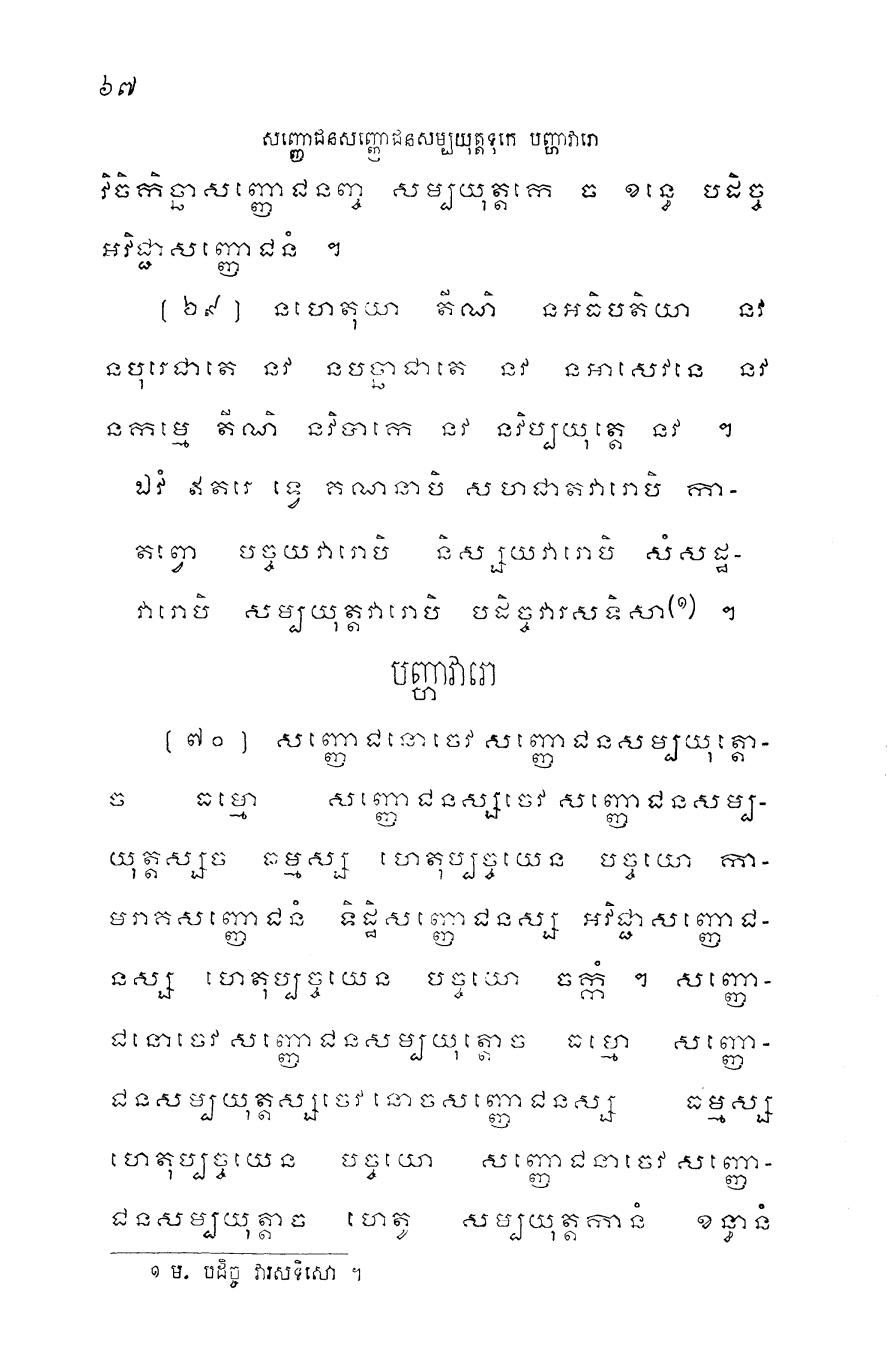 ៦៧
សញ្ញោជនសញ្ញោជនសម្បយុត្តទុកេ បញ្ហាវារោ
វិចិកិច្ឆាសញ្ញោជនញ្ច សម្បយុត្តកេ ច ខន្ធេ បដិច្ច
អវិជ្ជាសញ្ញោជនំ ។
[ ៦៩ ] នហេតុយា តីណិ នអធិបតិយា នវ
នបុរេជាតេ នវ នបច្ឆាជាតេ នវ នអាសេវនេ នវ
នកម្មេ តីណិ នវិបាកេ នវ នវិប្បយុត្តេ នវ ។
ឯវំ ឥតរេ ទ្វេ គណនាបិ សហជាតវារោបិ កា-
តព្វោ បច្ចយវារោបិ និស្សយវារោបិ សំសដ្ឋ-
វារោបិ សម្បយុត្តវារោបិ បដិច្ចវារសទិសា(១) ។
បញ្ហាវារោ
[ ៧០ ] សញ្ញោជនោចេវ សញ្ញោជនសម្បយុត្តោ-
ច ធម្មោ សញ្ញោជនស្សចេវ សញ្ញោជនសម្ប-
យុត្តស្សច ធម្មស្ស ហេតុប្បច្ចយេន បច្ចយោ កា-
មរាគសញ្ញោជនំ ទិដ្ឋិសញ្ញោជនស្ស អវិជ្ជាសញ្ញោជ-
នស្ស ហេតុប្បច្ចយេន បច្ចយោ ចក្កំ ។ សញ្ញោ-
ជនោចេវ សញ្ញោជនសម្បយុត្តោច ធម្មោ សញ្ញោ-
ជនសម្បយុត្តស្សចេវ នោចសញ្ញោជនស្ស ធម្មស្ស
ហេតុប្បច្ចយេន បច្ចយោ សញ្ញោជនាចេវ សញ្ញោ-
ជនសម្បយុត្តាច ហេតូ សម្បយុត្តកានំ ខន្ធានំ
១ ម. បដិច្ច វារសទិសោ ។